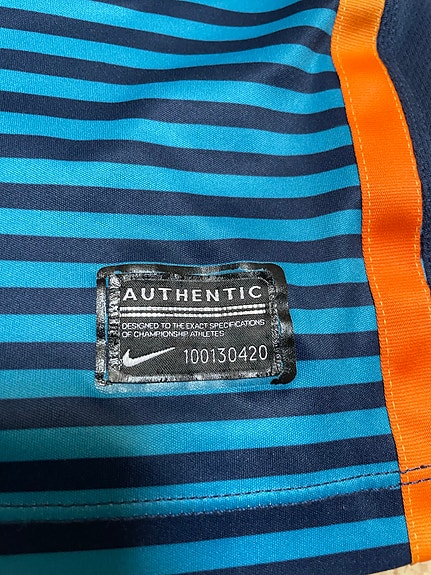 AUTHENTIC
DESIGNED TO THE EXACT SPECIFICATIONS
OF CHAMPIONSHIP ATHLETES
100130420